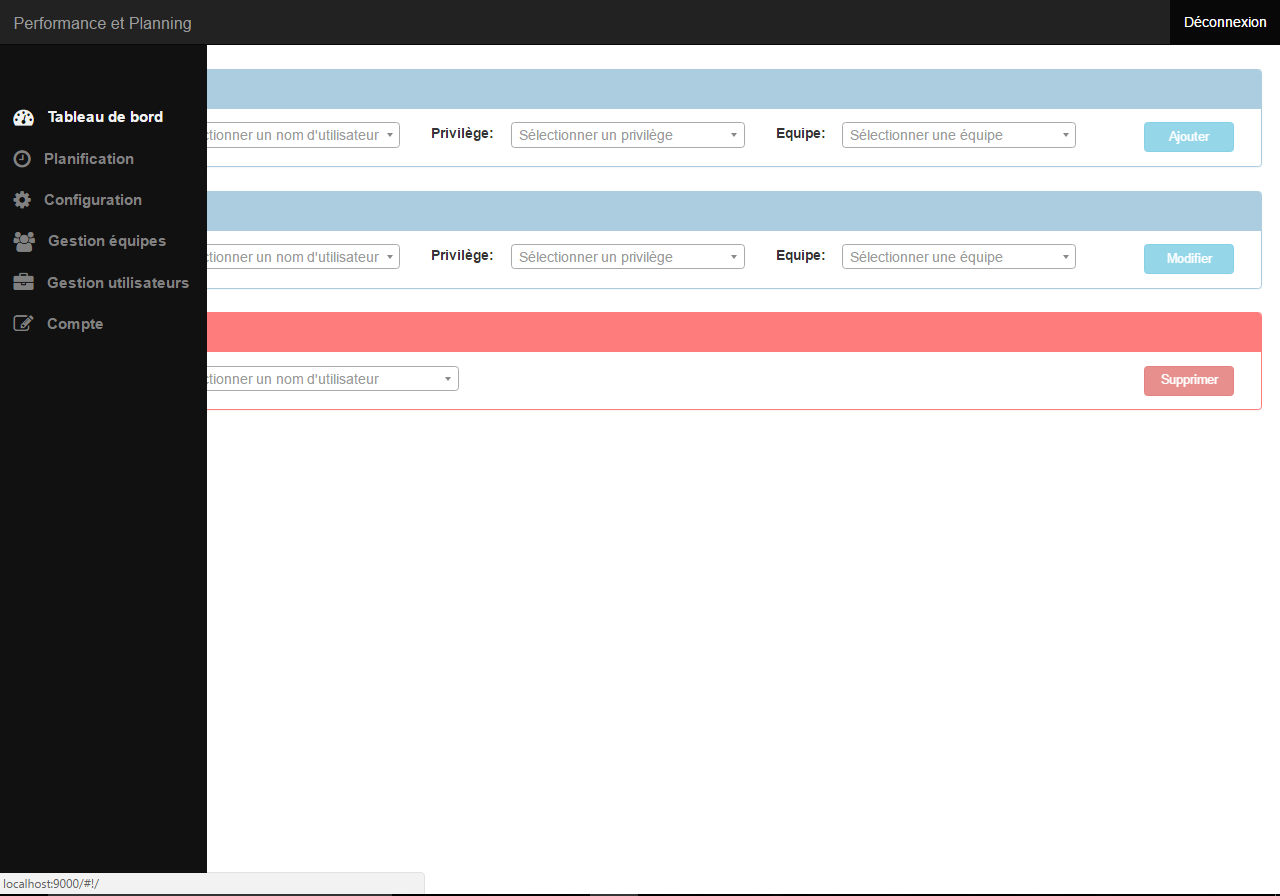 Performance et Planning
Déconnexion
Tableau de bord
Planification
Configuration
Gestion équipes
Gestion utilisateurs
Compte
ctionner un nom d'utilisateur Privilège: Sélectionner un privilège Equipe: Sélectionner une équipe Ajouter
ctionner un nom d'utilisateur Privilège: Sélectionner un privilège Equipe: Sélectionner une équipe Modifier
ctionner un nom d'utilisateur Supprimer
localhost:9000/#!/